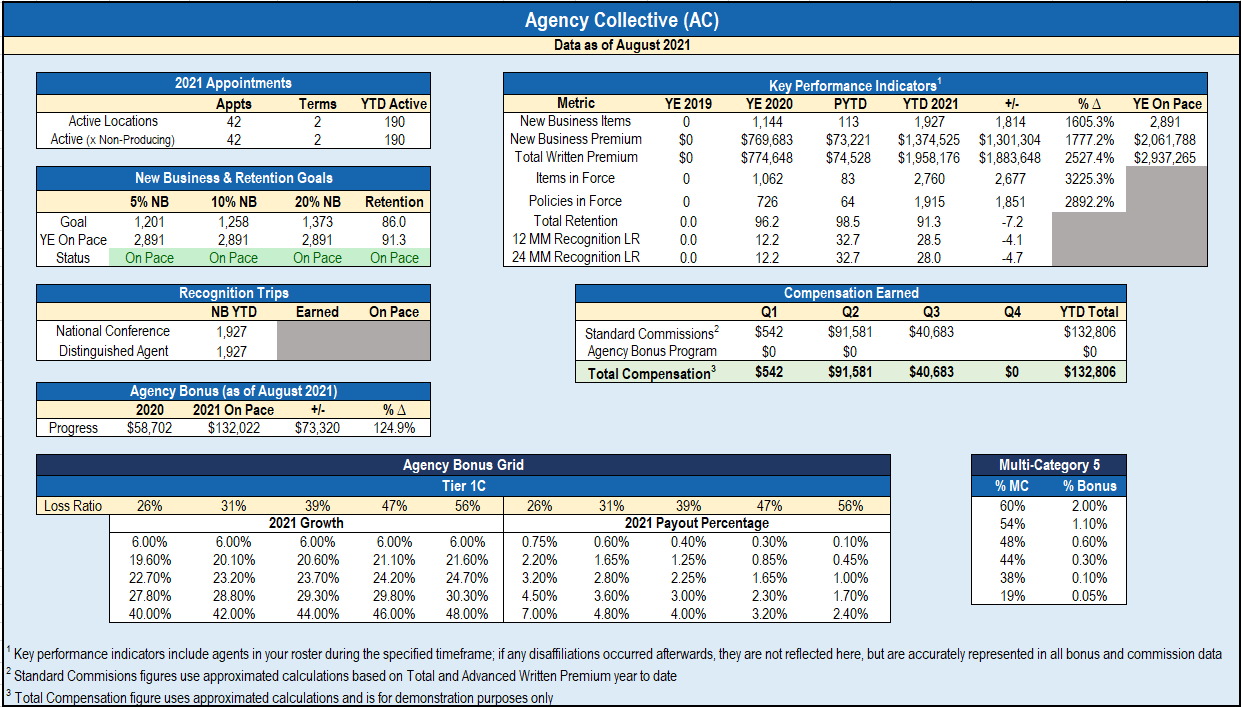 Agency Collective (AC)
Data as of August 2021
2021 Appointments
Appts Terms YTD Active
Active Locations 42 2 190
Active (x Non-Producing) 42 2 190
Key Performance Indicators1
Metric YE 2019 YE 2020 PYTD YTD 2021 +/- % Δ YE On Pace
New Business Items 0 1,144 113 1,927 1,814 1605.3% 2,891
New Business Premium $0 $769,683 $73,221 $1,374,525 $1,301,304 1777.2% $2,061,788
Total Written Premium $0 $774,648 $74,528 $1,958,176 $1,883,648 2527.4% $2,937,265
Items in Force 0 1,062 83 2,760 2,677 3225.3%
Policies in Force 0 726 64 1,915 1,851 2892.2%
Total Retention 0.0 96.2 98.5 91.3 -7.2
12 MM Recognition LR 0.0 12.2 32.7 28.5 -4.1
24 MM Recognition LR 0.0 12.2 32.7 28.0 -4.7
New Business & Retention Goals
5% NB 10% NB 20% NB Retention
Goal 1,201 1,258 1,373 86.0
YE On Pace 2,891 2,891 2,891 91.3
Status On Pace On Pace On Pace On Pace
Recognition Trips
NB YTD Earned On Pace
National Conference 1,927
Distinguished Agent 1,927
Compensation Earned
Q1 Q2 Q3 Q4 YTD Total
Standard Commissions2 $542 $91,581 $40,683 $132,806
Agency Bonus Program $0 $0 $0
Total Compensation3 $542 $91,581 $40,683 $0 $132,806
Agency Bonus (as of August 2021)
2020 2021 On Pace +/- % Δ
Progress $58,702 $132,022 $73,320 124.9%
Agency Bonus Grid
Tier 1C
Loss Ratio 26% 31% 39% 47% 56% 26% 31% 39% 47% 56%
2021 Growth 2021 Payout Percentage
6.00% 6.00% 6.00% 6.00% 6.00% 0.75% 0.60% 0.40% 0.30% 0.10%
19.60% 20.10% 20.60% 21.10% 21.60% 2.20% 1.65% 1.25% 0.85% 0.45%
22.70% 23.20% 23.70% 24.20% 24.70% 3.20% 2.80% 2.25% 1.65% 1.00%
27.80% 28.80% 29.30% 29.80% 30.30% 4.50% 3.60% 3.00% 2.30% 1.70%
40.00% 42.00% 44.00% 46.00% 48.00% 7.00% 4.80% 4.00% 3.20% 2.40%
Multi-Category 5
% MC % Bonus
60% 2.00%
54% 1.10%
48% 0.60%
44% 0.30%
38% 0.10%
19% 0.05%
1 Key performance indicators include agents in your roster during the specified timeframe; if any disaffiliations occurred afterwards, they are not reflected here, but are accurately represented in all bonus and commission data
2 Standard Commisions figures use approximated calculations based on Total and Advanced Written Premium year to date
3 Total Compensation figure uses approximated calculations and is for demonstration purposes only